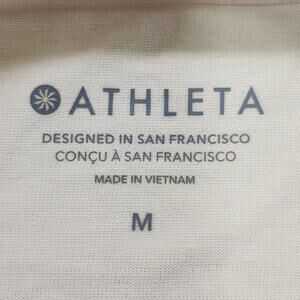 ATHLETA
DESIGNED IN SAN FRANCISCO
CONÇU À SAN FRANCISCO
MADE IN VIETNAM
M